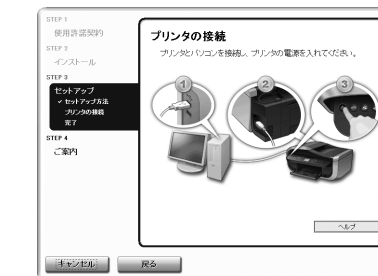 STEP 1
使用許諾契約
STEP 2
インストール
STEP 3
セットアップ
✓ セットアップ方法
プリンタの接続
完了
STEP 4
ご案内
プリンタの接続
プリンタとパソコンを接続し、プリンタの電源を入れてください。
1
2
3
ヘルプ
キャンセル
戻る